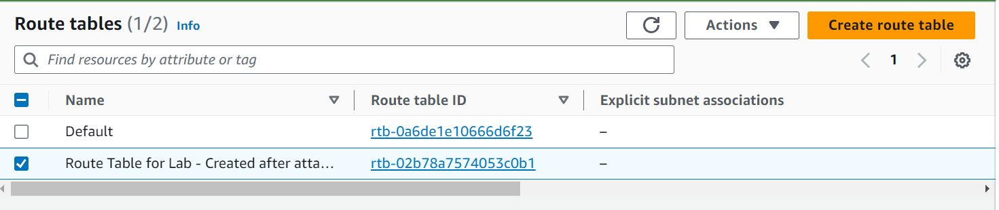 Route tables (1/2) Info
Actions
Create route table
Find resources by attribute or tag
1
Name Route table ID Explicit subnet associations
Default rtb-0a6de1e10666d6f23 –
Route Table for Lab - Created after atta... rtb-02b78a7574053c0b1 –